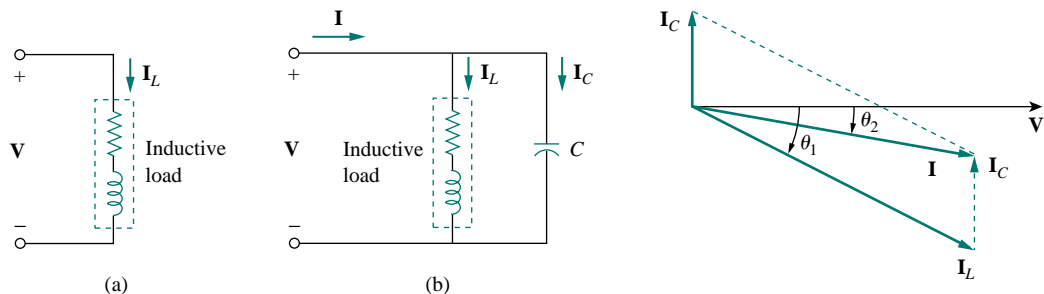 I_L
+
V
Inductive
load
−
(a)
I
+
I_L
I_C
V
Inductive
load
C
−
(b)
I_C
V
θ_2
θ_1
I
I_C
I_L